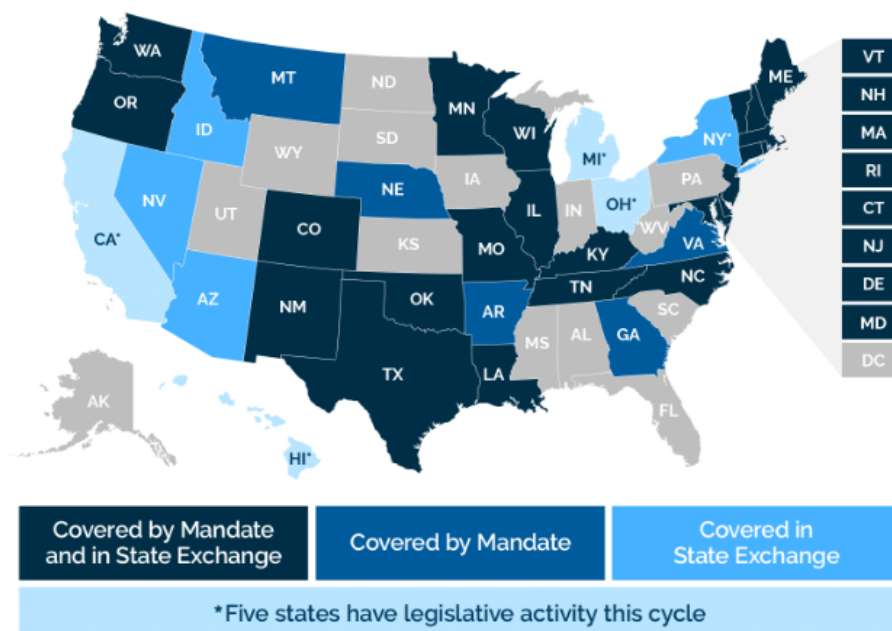 WA
OR
ID
MT
ND
SD
WY
NV
UT
CA*
AZ
CO
NM
NE
KS
OK
TX
MN
IA
MO
AR
LA
WI
IL
MI*
IN
OH*
KY
TN
MS
AL
GA
FL
SC
NC
VA
WV
PA
NY*
ME
AK
HI*
VT
NH
MA
RI
CT
NJ
DE
MD
DC
Covered by Mandate
and in State Exchange
Covered by Mandate
Covered in
State Exchange
*Five states have legislative activity this cycle